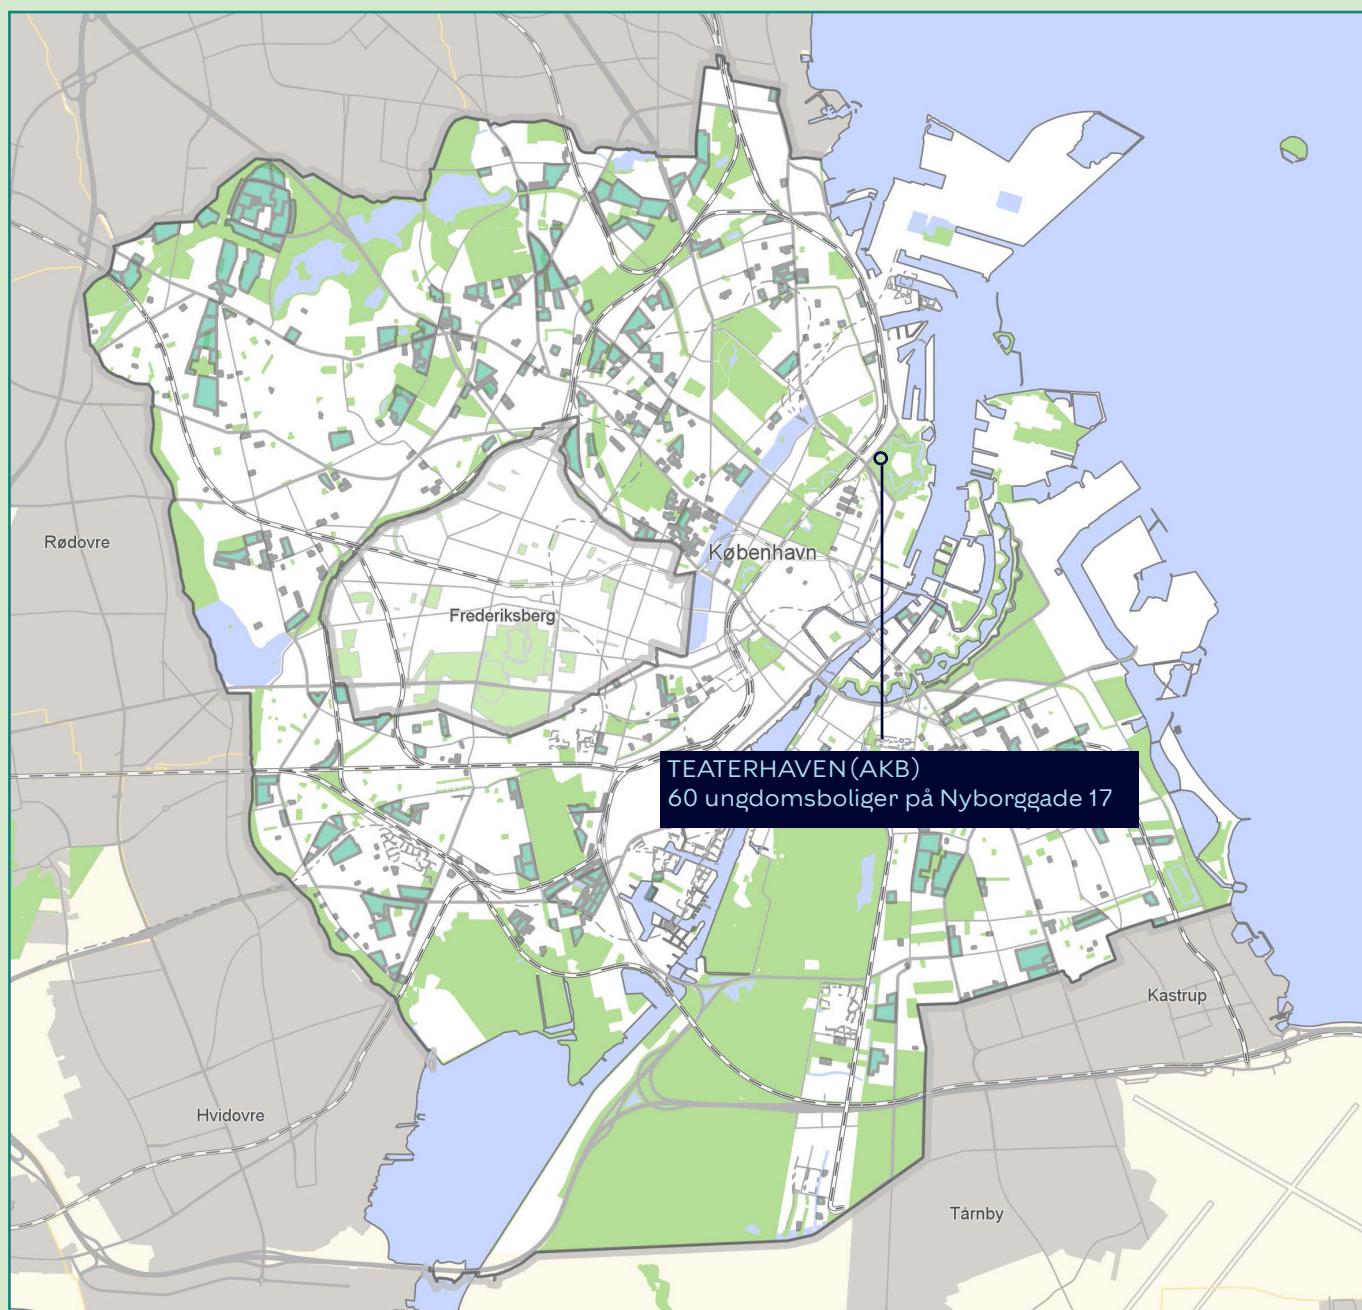 København
Rødovre
Frederiksberg
TEATERHAVEN (AKB)
60 ungdomsboliger på Nyborggade 17
Kastrup
Hvidovre
Tårnby